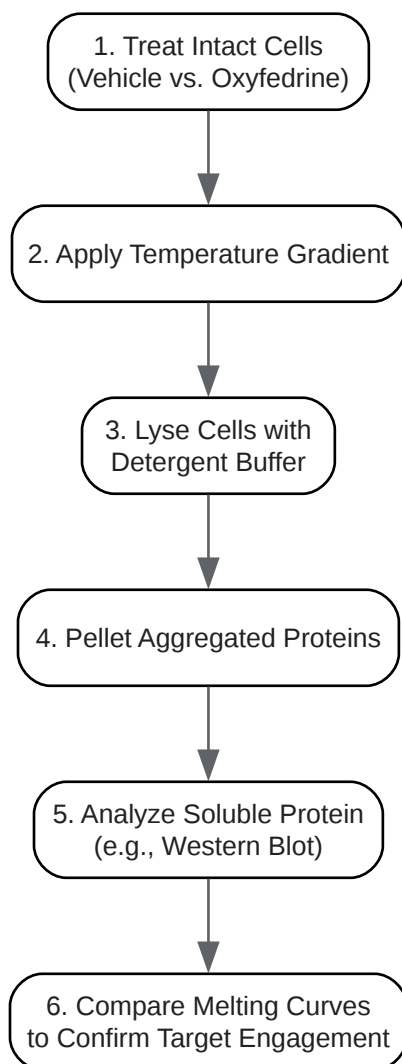 1. Treat Intact Cells
(Vehicle vs. Oxyfedrine)
2. Apply Temperature Gradient
3. Lyse Cells with
Detergent Buffer
4. Pellet Aggregated Proteins
5. Analyze Soluble Protein
(e.g., Western Blot)
6. Compare Melting Curves
to Confirm Target Engagement